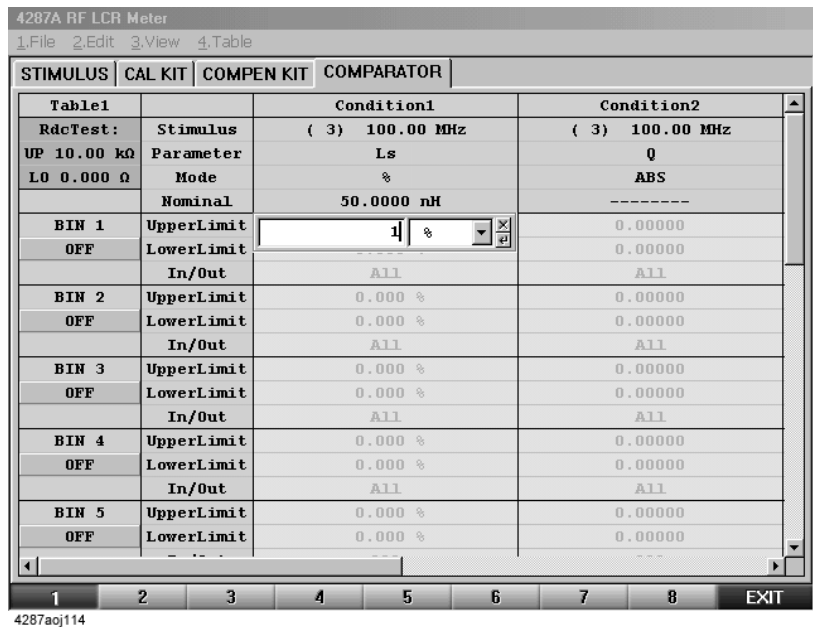 4287A RF LCR Meter
1.File 2.Edit 3.View 4.Table
STIMULUS CAL KIT COMPEN KIT COMPARATOR
Table1 Condition1 Condition2
RdcTest: Stimulus ( 3) 100.00 MHz ( 3) 100.00 MHz
UP 10.00 kΩ Parameter Ls Q
LO 0.000 Ω Mode % ABS
Nominal 50.0000 nH --------
BIN 1 UpperLimit 1 % 0.00000
OFF LowerLimit 0.00000
In/Out All All
BIN 2 UpperLimit 0.000 % 0.00000
OFF LowerLimit 0.000 % 0.00000
In/Out All All
BIN 3 UpperLimit 0.000 % 0.00000
OFF LowerLimit 0.000 % 0.00000
In/Out All All
BIN 4 UpperLimit 0.000 % 0.00000
OFF LowerLimit 0.000 % 0.00000
In/Out All All
BIN 5 UpperLimit 0.000 % 0.00000
OFF LowerLimit 0.000 % 0.00000
1 2 3 4 5 6 7 8 EXIT
4287aoj114